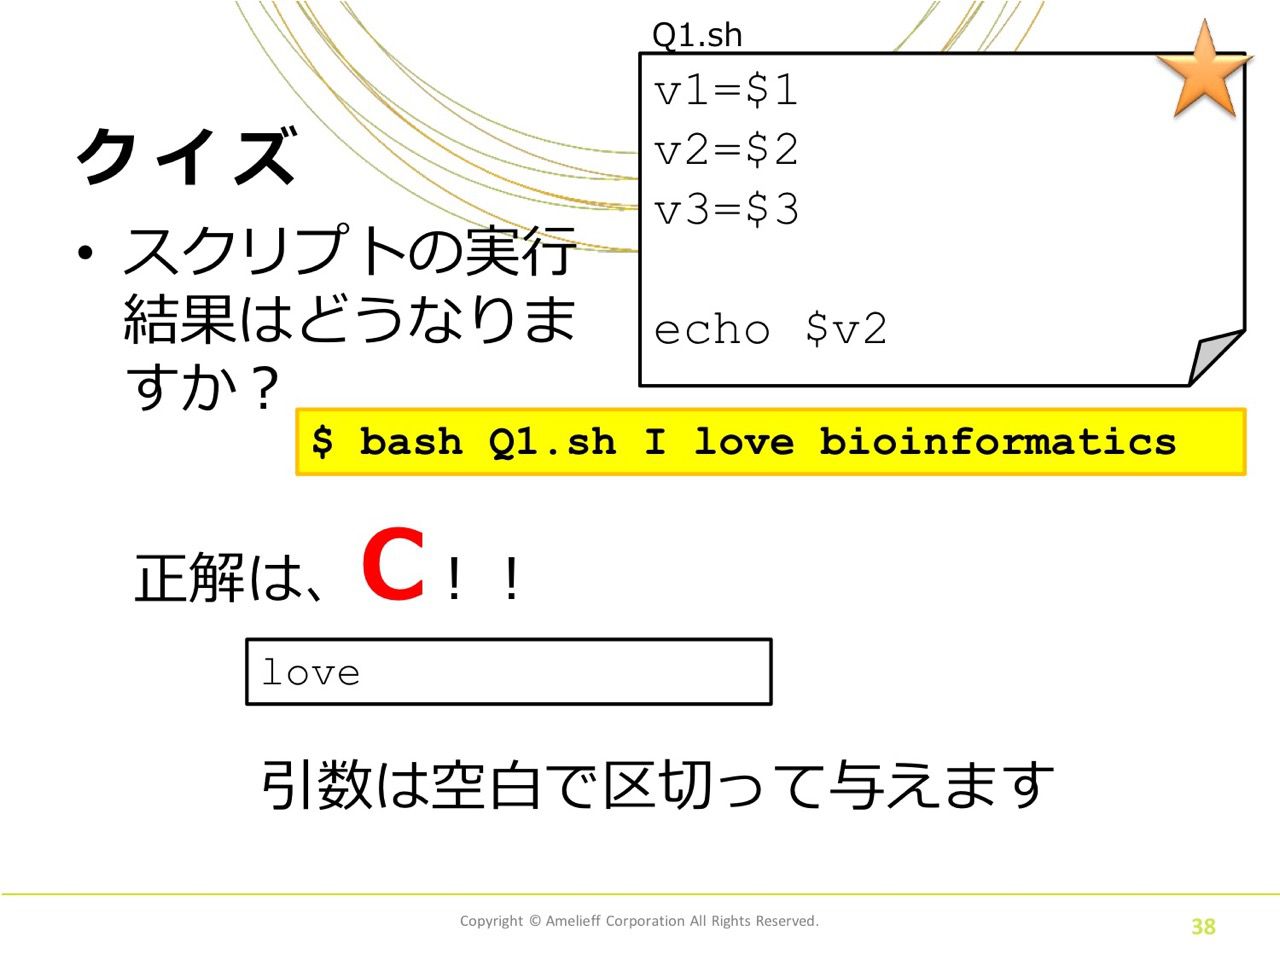 Q1.sh
v1=$1
v2=$2
v3=$3
echo $v2
クイズ
• スクリプトの実行
結果はどうなりま
すか？
$ bash Q1.sh I love bioinformatics
正解は、C！！
love
引数は空白で区切って与えます
Copyright © Amelieff Corporation All Rights Reserved.
38